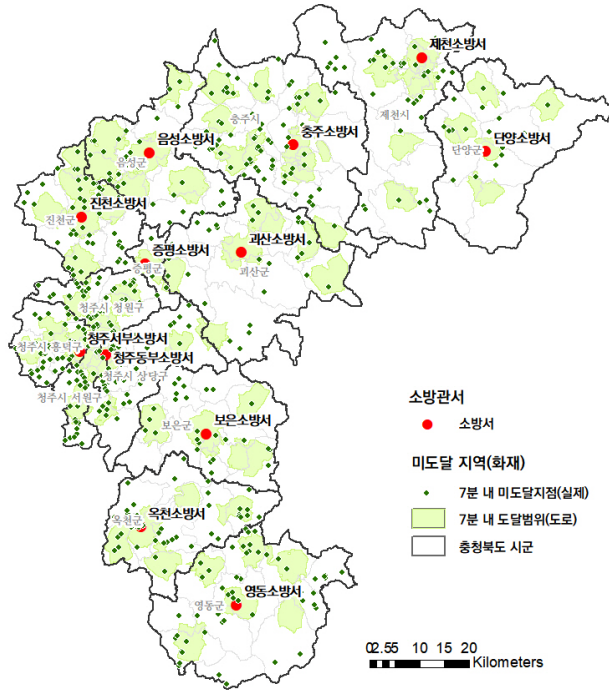 제천소방서
충주시
제천시
충주소방서
단양소방서
단양군
음성소방서
음성군
진천소방서
진천군
괴산소방서
증평소방서
증평군
괴산군
청주시 청원구
청주서부소방서
청주시 흥덕구
청주동부소방서
청주시 상당구
청주시 서원구
보은소방서
보은군
옥천소방서
옥천군
영동소방서
영동군
소방관서
소방서
미도달 지역(화재)
7분 내 미도달지점(실제)
7분 내 도달범위(도로)
충청북도 시군
02.55 10 15 20
Kilometers